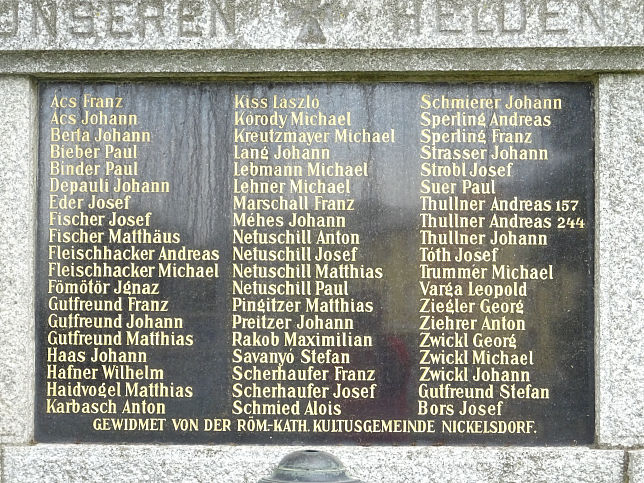 UNSEREN HELDEN
Acs Franz
Acs Johann
Berta Johann
Bieber Paul
Binder Paul
Depauli Johann
Eder Josef
Fischer Josef
Fischer Matthäus
Fleischhacker Andreas
Fleischhacker Michael
Fömötör Jgnaz
Gutfreund Franz
Gutfreund Johann
Gutfreund Matthäus
Haas Johann
Hafner Wilhelm
Haidvogel Matthias
Karbasch Anton
Kiss Laszlo
Körody Michael
Kreutzmayer Michael
Lang Johann
Lebmann Michael
Lehner Michael
Marschall Franz
Méhes Johann
Netuschill Anton
Netuschill Josef
Netuschill Matthias
Netuschill Paul
Pingitzer Matthias
Preitzer Johann
Rakob Maximilian
Savanyó Stefan
Scherhaufer Franz
Scherhaufer Josef
Schmied Alois
Schmierer Johann
Sperling Andreas
Sperling Franz
Strasser Johann
Strobl Josef
Suer Paul
Thullner Andreas 157
Thullner Andreas 244
Thullner Johann
Tóth Josef
Trummer Michael
Varga Leopold
Ziegler Georg
Ziehrer Anton
Zwickl Georg
Zwickl Michael
Zwickl Johann
Gutfreund Stefan
Bors Josef
GEWIDMET VON DER RÖM-KATH. KULTUSGEMEINDE NICKELSDORF.